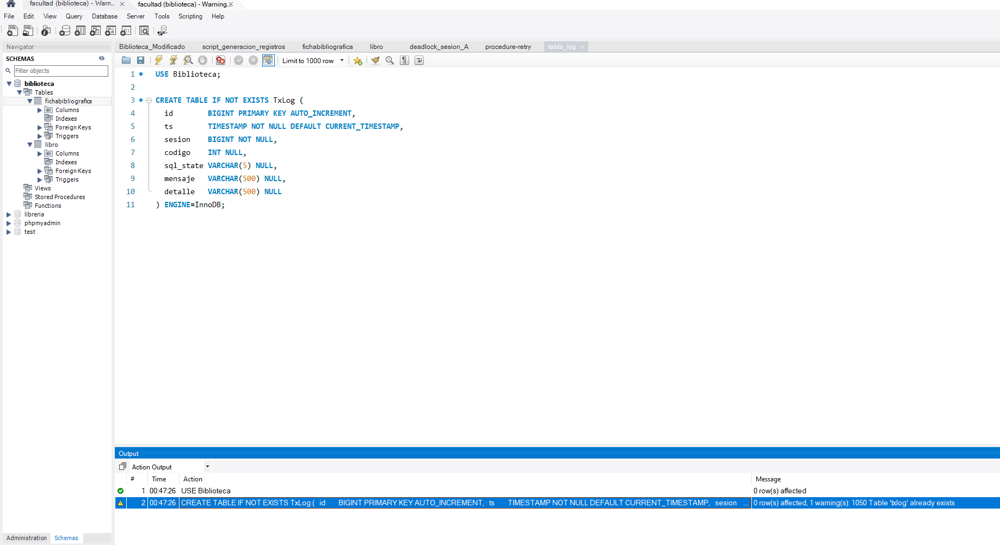 facultad (biblioteca) - Warn... ×
facultad (biblioteca) - Warning.×
File Edit View Query Database Server Tools Scripting Help
Navigator
SCHEMAS
Filter objects
biblioteca
Tables
fichabibliografica
Columns
Indexes
Foreign Keys
Triggers
libro
Columns
Indexes
Foreign Keys
Triggers
Views
Stored Procedures
Functions
libreria
phpmyadmin
test
Administration Schemas
Biblioteca_Modificado script_generacion_registros fichabibliografica libro deadlock_sesion_A procedure-retry tabla_log ×
Limit to 1000 row
1 USE Biblioteca;
2
3 CREATE TABLE IF NOT EXISTS TxLog (
4 id BIGINT PRIMARY KEY AUTO_INCREMENT,
5 ts TIMESTAMP NOT NULL DEFAULT CURRENT_TIMESTAMP,
6 sesion BIGINT NOT NULL,
7 codigo INT NULL,
8 sql_state VARCHAR(5) NULL,
9 mensaje VARCHAR(500) NULL,
10 detalle VARCHAR(500) NULL
11 ) ENGINE=InnoDB;
Output
Action Output
# Time Action Message
1 00:47:26 USE Biblioteca 0 row(s) affected
2 00:47:26 CREATE TABLE IF NOT EXISTS TxLog ( id BIGINT PRIMARY KEY AUTO_INCREMENT, ts TIMESTAMP NOT NULL DEFAULT CURRENT_TIMESTAMP, sesion ... 0 row(s) affected, 1 warning(s): 1050 Table 'txlog' already exists